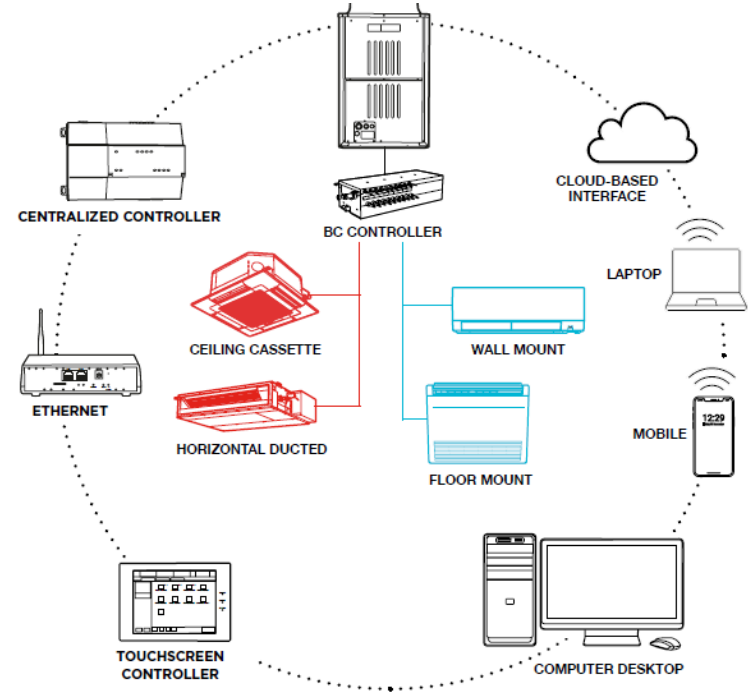 CENTRALIZED CONTROLLER
BC CONTROLLER
CLOUD-BASED
INTERFACE
LAPTOP
CEILING CASSETTE
WALL MOUNT
ETHERNET
HORIZONTAL DUCTED
FLOOR MOUNT
MOBILE
12:29
TOUCHSCREEN
CONTROLLER
COMPUTER DESKTOP